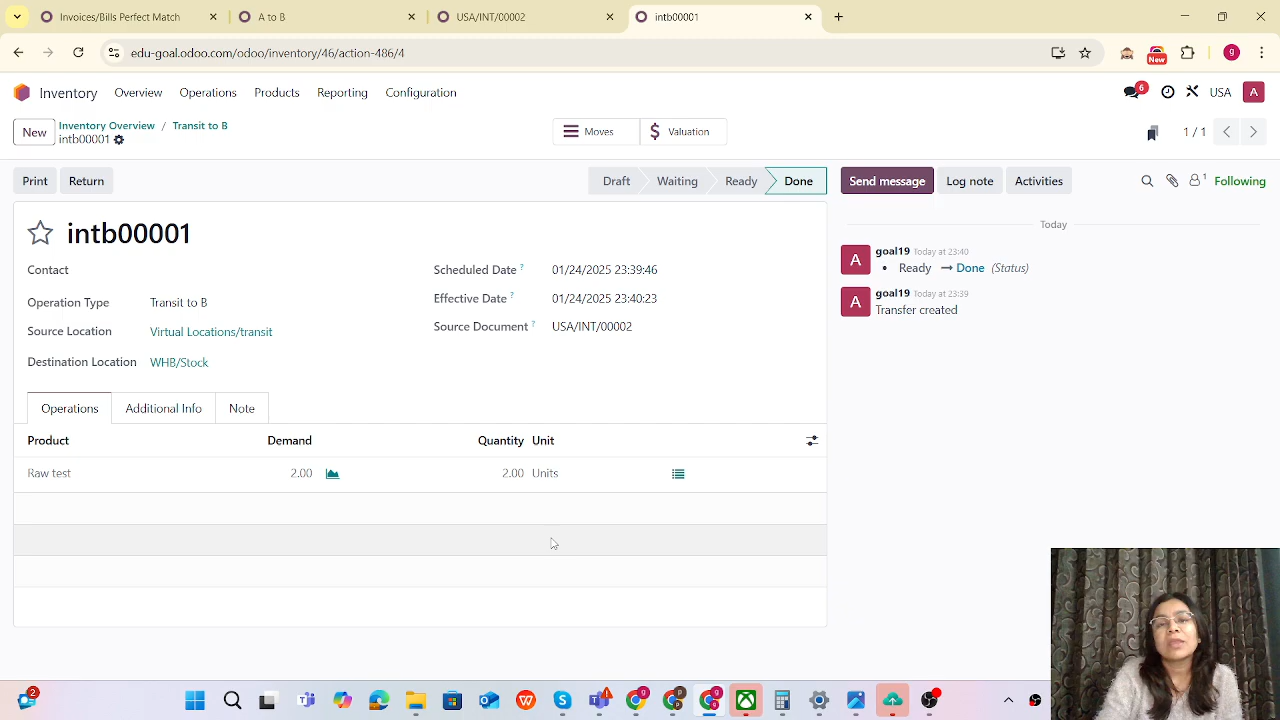 Invoices/Bills Perfect Match
A to B
USA/INT/00002
intb00001
edu-goal.odoo.com/odoo/inventory/46/action-486/4
New
g
Inventory Overview Operations Products Reporting Configuration
6
USA A
New
Inventory Overview / Transit to B
intb00001
Moves
$ Valuation
1 / 1
Print Return
Draft Waiting Ready Done
Send message Log note Activities
1 Following
intb00001
Today
Contact
Operation Type Transit to B
Source Location Virtual Locations/transit
Destination Location WHB/Stock
Scheduled Date ? 01/24/2025 23:39:46
Effective Date ? 01/24/2025 23:40:23
Source Document ? USA/INT/00002
A goal19 Today at 23:40
Ready → Done (Status)
A goal19 Today at 23:39
Transfer created
Operations Additional Info Note
Product Demand Quantity Unit
Raw test 2.00 2.00 Units
2
g p g